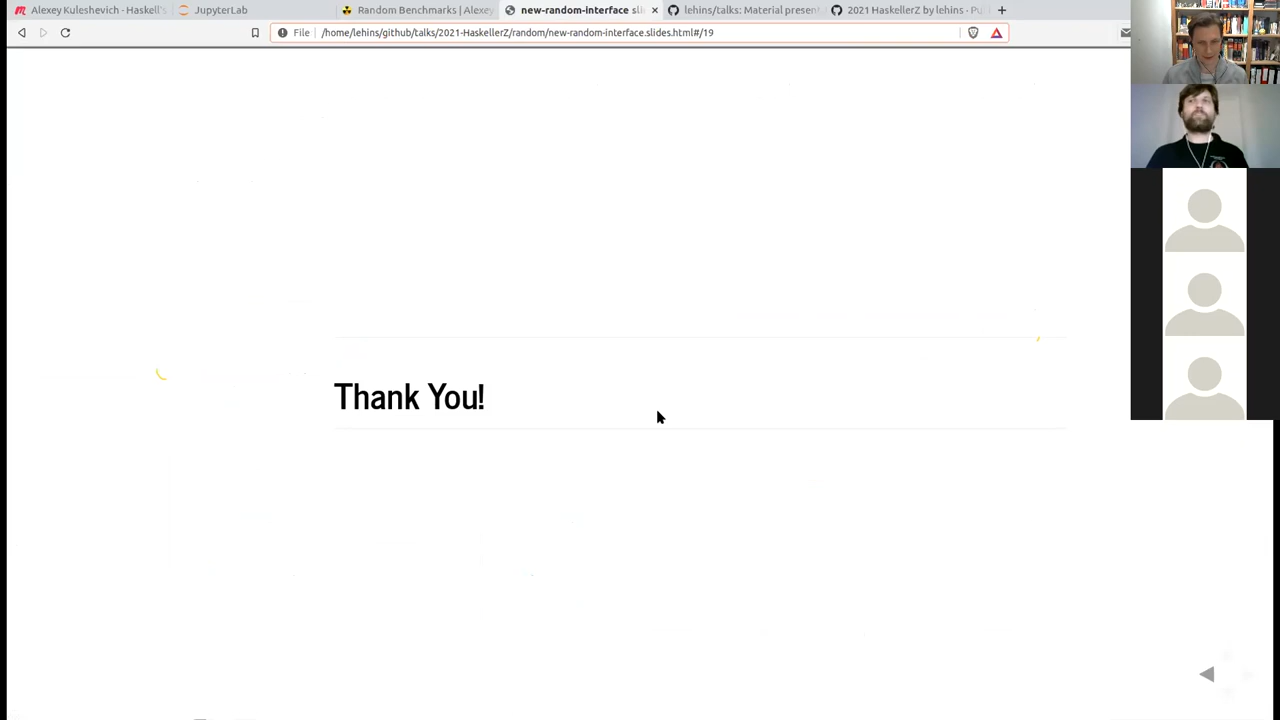 Alexey Kuleshevich - Haskell's
JupyterLab
Random Benchmarks | Alexey
new-random-interface sli
lehins/talks: Material present
2021 HaskellerZ by lehins · Pu
File
/home/lehins/github/talks/2021-HaskellerZ/random/new-random-interface.slides.html#/19
Thank You!